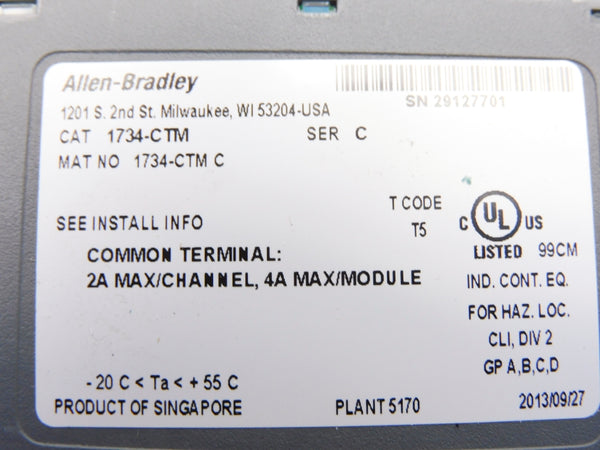 Allen-Bradley
SN 29127701
1201 S. 2nd St. Milwaukee, WI 53204-USA
CAT 1734-CTM SER C
MAT NO 1734-CTM C
T CODE
T5
SEE INSTALL INFO
C UL US
LISTED 99CM
COMMON TERMINAL:
2A MAX/CHANNEL, 4A MAX/MODULE
IND. CONT. EQ.
FOR HAZ. LOC.
CLI, DIV 2
GP A,B,C,D
- 20 C < Ta < + 55 C
PRODUCT OF SINGAPORE PLANT 5170 2013/09/27